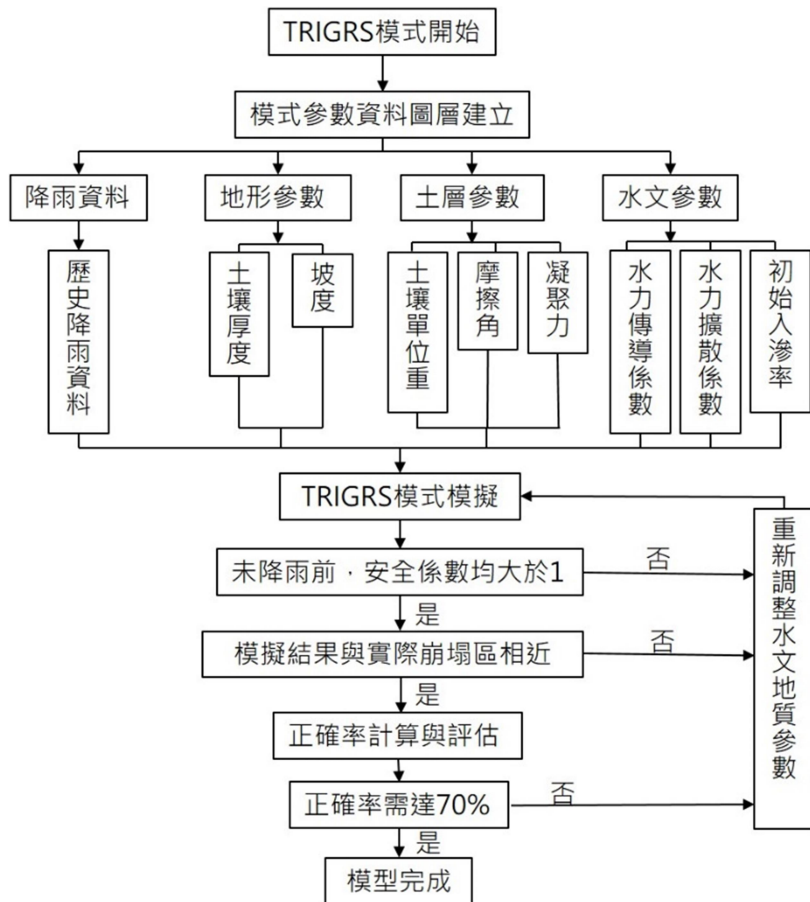 TRIGRS模式開始
模式參數資料圖層建立
降雨資料
地形參數
土層參數
水文參數
歷史降雨資料
土壤厚度
坡度
土壤單位重
摩擦角
凝聚力
水力傳導係數
水力擴散係數
初始入滲率
TRIGRS模式模擬
未降雨前，安全係數均大於1
否
是
模擬結果與實際崩塌區相近
否
是
正確率計算與評估
正確率需達70%
否
是
模型完成
重新調整水文地質參數